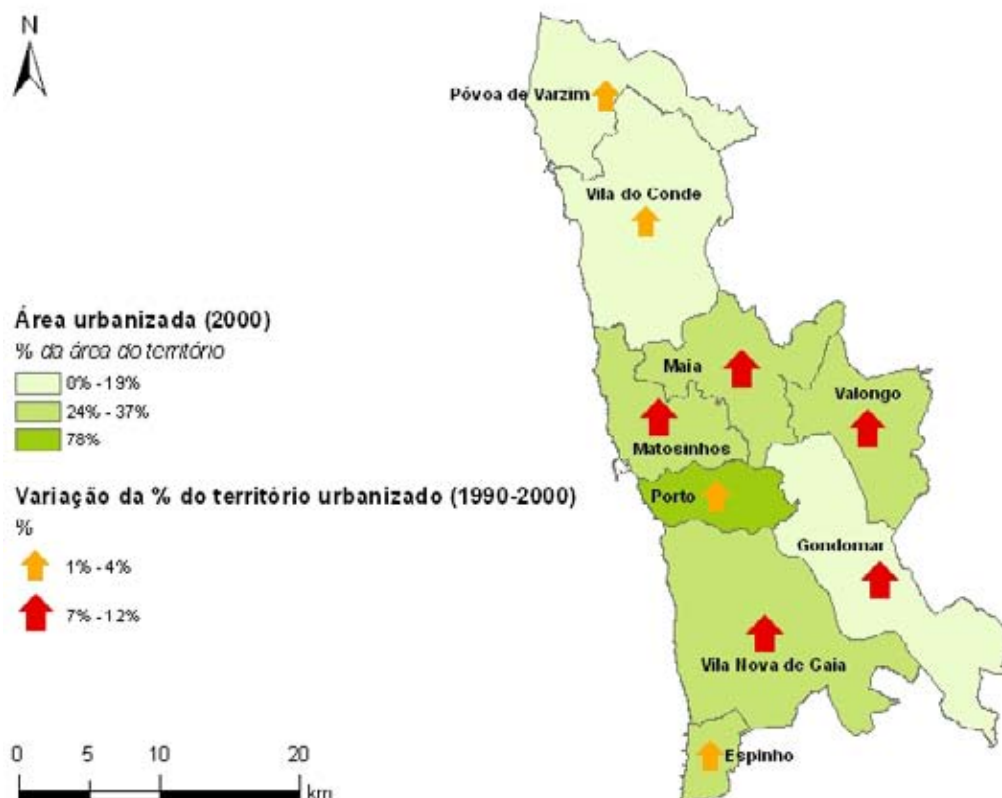 N
Póvoa de Varzim
Vila do Conde
Área urbanizada (2000)
% da área do território
0% - 19%
24% - 37%
78%
Maia
Valongo
Matosinhos
Variação da % do território urbanizado (1990-2000)
%
1% - 4%
7% - 12%
Porto
Gondomar
Vila Nova de Gaia
Espinho
0 5 10 20
km